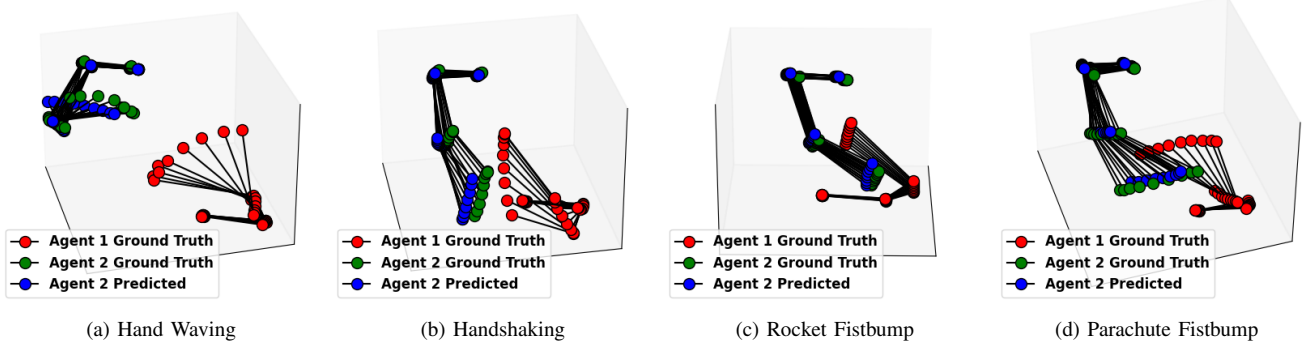 Agent 1 Ground Truth
Agent 2 Ground Truth
Agent 2 Predicted
(a) Hand Waving
Agent 1 Ground Truth
Agent 2 Ground Truth
Agent 2 Predicted
(b) Handshaking
Agent 1 Ground Truth
Agent 2 Ground Truth
Agent 2 Predicted
(c) Rocket Fistbump
Agent 1 Ground Truth
Agent 2 Ground Truth
Agent 2 Predicted
(d) Parachute Fistbump